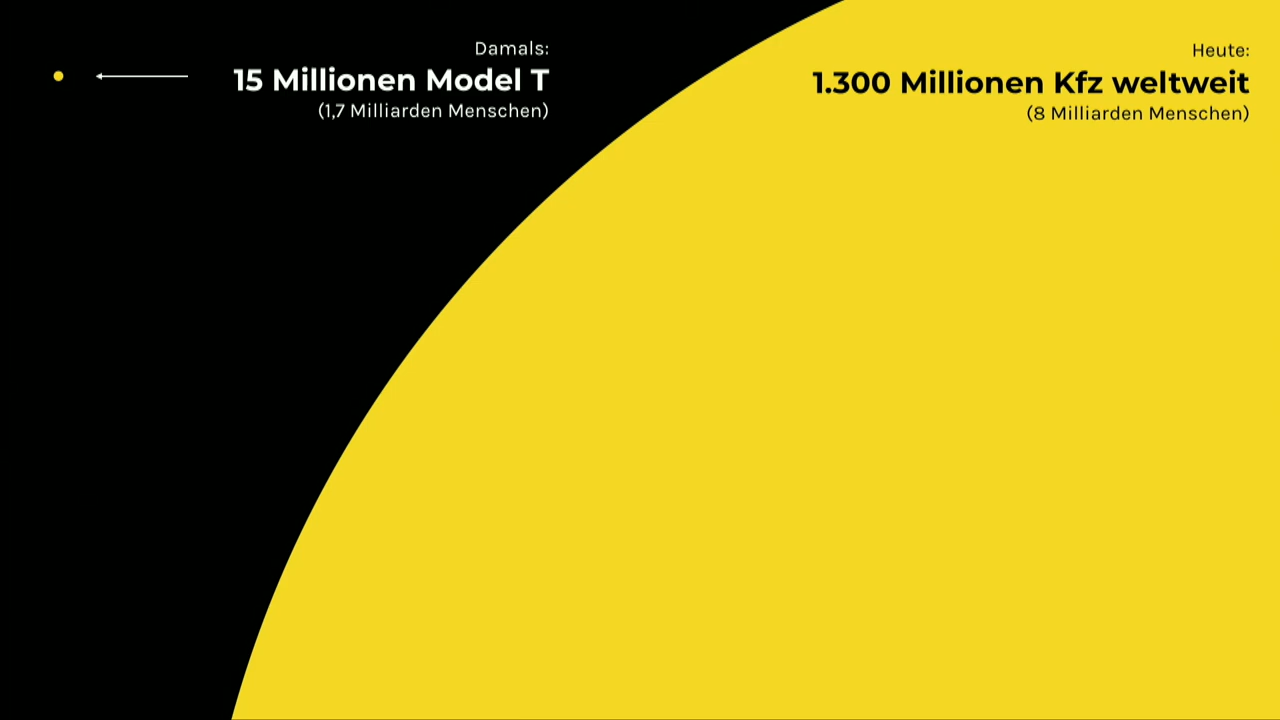 Damals:
15 Millionen Model T
(1,7 Milliarden Menschen)
Heute:
1.300 Millionen Kfz weltweit
(8 Milliarden Menschen)